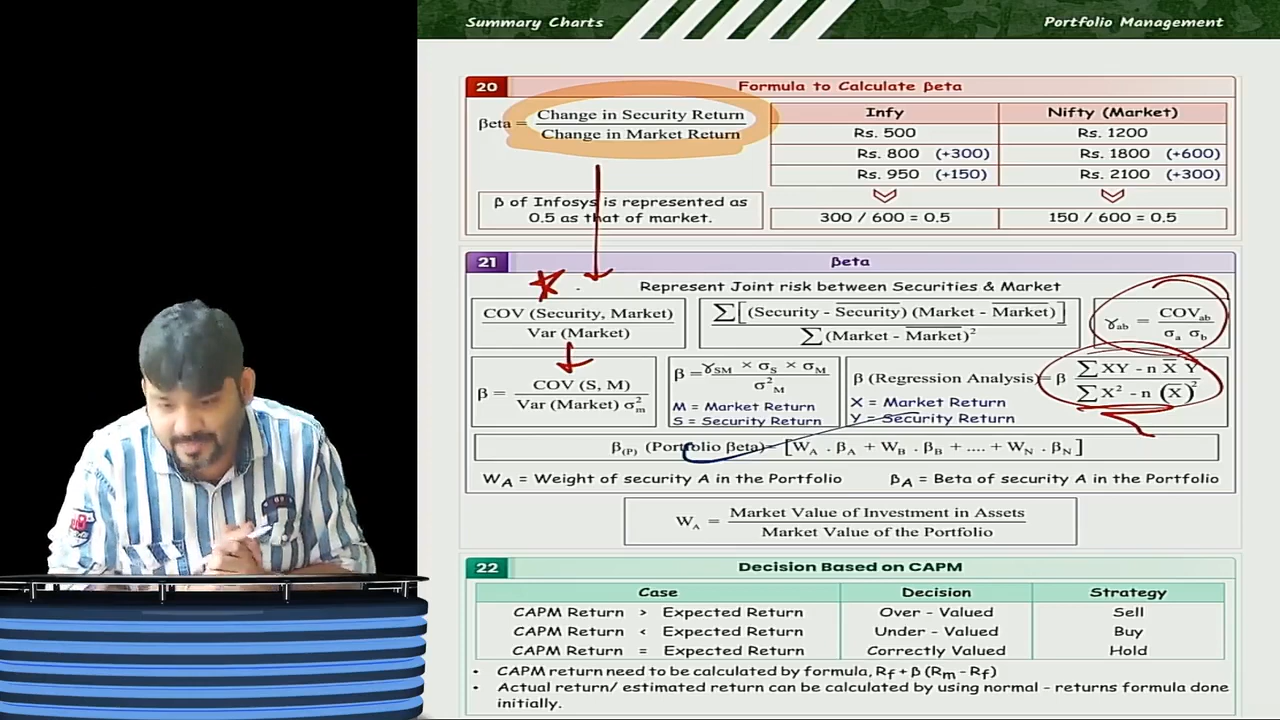 Summary Charts
Portfolio Management
20
Formula to Calculate βeta
βeta = Change in Security Return / Change in Market Return
β of Infosys is represented as
0.5 as that of market.
Infy Nifty (Market)
Rs. 500 Rs. 1200
Rs. 800 (+300) Rs. 1800 (+600)
Rs. 950 (+150) Rs. 2100 (+300)
300 / 600 = 0.5 150 / 600 = 0.5
21
βeta
Represent Joint risk between Securities & Market
COV (Security, Market) / Var (Market)
∑[(Security - S̅e̅c̅u̅r̅i̅t̅y̅) (Market - M̅a̅r̅k̅e̅t̅)] / ∑(Market - M̅a̅r̅k̅e̅t̅)²
γab = COVab / σa σb
β = COV (S, M) / Var (Market) σ²m
β = γSM × σS × σM / σ²M
M = Market Return
S = Security Return
β (Regression Analysis) = β ∑XY - n X̅ Y̅ / ∑X² - n (X̅)²
X = Market Return
Y = Security Return
β(P) (Portfolio βeta) = [WA . βA + WB . βB + .... + WN . βN]
WA = Weight of security A in the Portfolio βA = Beta of security A in the Portfolio
WA = Market Value of Investment in Assets / Market Value of the Portfolio
22
Decision Based on CAPM
Case Decision Strategy
CAPM Return > Expected Return Over - Valued Sell
CAPM Return < Expected Return Under - Valued Buy
CAPM Return = Expected Return Correctly Valued Hold
• CAPM return need to be calculated by formula, Rf + β (Rm - Rf)
• Actual return/ estimated return can be calculated by using normal - returns formula done
initially.